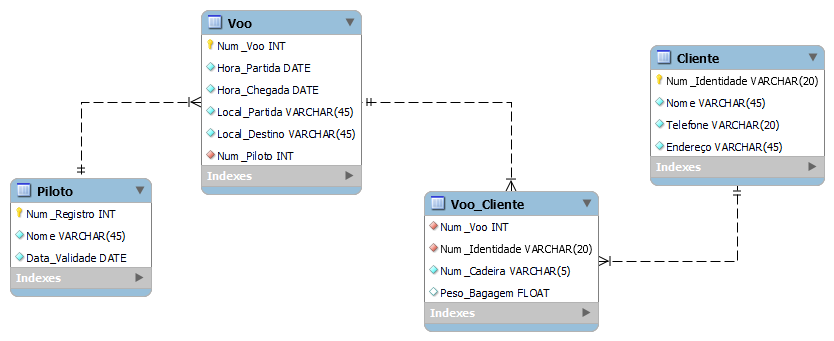 Voo
Num_Voo INT
Hora_Partida DATE
Hora_Chegada DATE
Local_Partida VARCHAR(45)
Local_Destino VARCHAR(45)
Num_Piloto INT
Indexes
Cliente
Num_Identidade VARCHAR(20)
Nome VARCHAR(45)
Telefone VARCHAR(20)
Endereço VARCHAR(45)
Indexes
Piloto
Num_Registro INT
Nome VARCHAR(45)
Data_Validade DATE
Indexes
Voo_Cliente
Num_Voo INT
Num_Identidade VARCHAR(20)
Num_Cadeira VARCHAR(5)
Peso_Bagagem FLOAT
Indexes